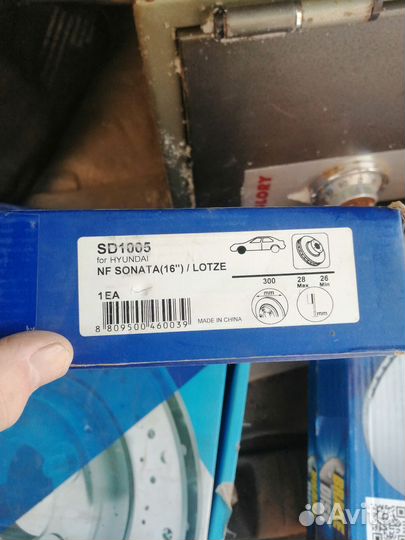 GLORY
SD1005
for HYUNDAI
NF SONATA(16") / LOTZE
1EA
8 809500 460039
MADE IN CHINA
300
28 Max
26 Min
mm
mm
Avito